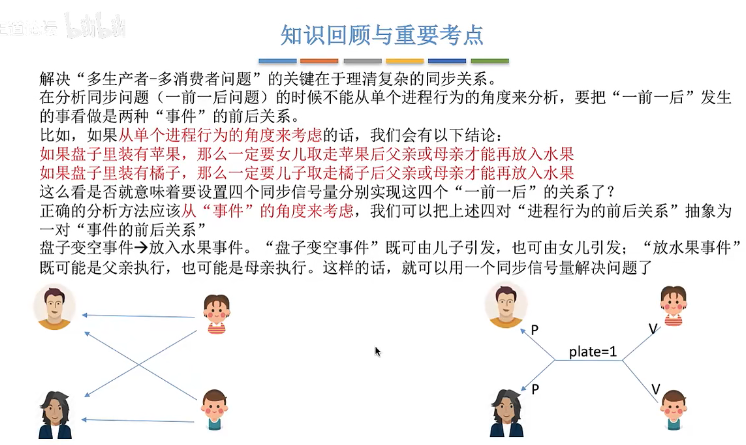 知识回顾与重要考点
解决“多生产者-多消费者问题”的关键在于理清复杂的同步关系。
在分析同步问题（一前一后问题）的时候不能从单个进程行为的角度来分析，要把“一前一后”发生
的事看做是两种“事件”的前后关系。
比如，如果从单个进程行为的角度来考虑的话，我们会有以下结论：
如果盘子里装有苹果，那么一定要女儿取走苹果后父亲或母亲才能再放入水果
如果盘子里装有橘子，那么一定要儿子取走橘子后父亲或母亲才能再放入水果
这么看是否就意味着要设置四个同步信号量分别实现这四个“一前一后”的关系了？
正确的分析方法应该从“事件”的角度来考虑，我们可以把上述四对“进程行为的前后关系”抽象为
一对“事件的前后关系”
盘子变空事件→放入水果事件。“盘子变空事件”既可由儿子引发，也可由女儿引发；“放水果事件”
既可能是父亲执行，也可能是母亲执行。这样的话，就可以用一个同步信号量解决问题了
P
V
plate=1
P
V